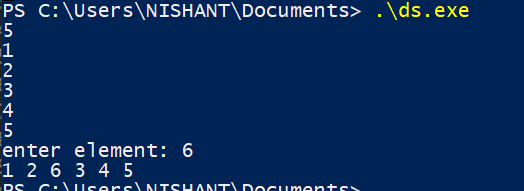 PS C:\Users\NISHANT\Documents> .\ds.exe
5
1
2
3
4
5
enter element: 6
1 2 6 3 4 5
PS C:\Users\NISHANT\Documents>